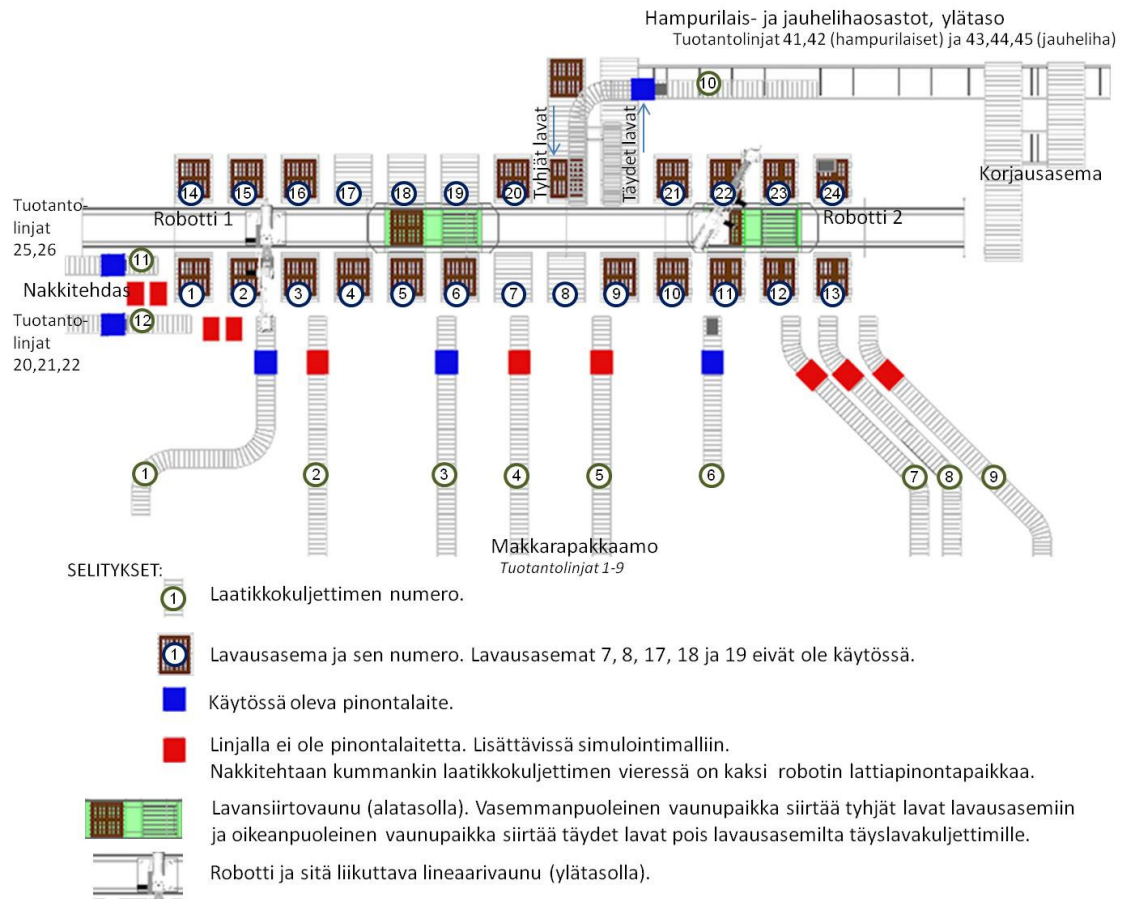 Hampurilais- ja jauhelihaosastot, ylätaso
Tuotantolinjat 41,42 (hampurilaiset) ja 43,44,45 (jauheliha)
10
Tyhjät lavat
Täydet lavat
Korjausasema
14
15
16
17
18
19
20
21
22
23
24
Tuotanto-
linjat
25,26
Robotti 1
Robotti 2
11
Nakkitehdas
1
2
3
4
5
6
7
8
9
10
11
12
13
12
Tuotanto-
linjat
20,21,22
1
2
3
4
5
6
7
8
9
Makkarapakkaamo
Tuotantolinjat 1-9
SELITYKSET:
1
Laatikkokuljettimen numero.
1
Lavausasema ja sen numero. Lavausasemat 7, 8, 17, 18 ja 19 eivät ole käytössä.
Käytössä oleva pinontalaite.
Linjalla ei ole pinontalaitetta. Lisättävissä simulointimalliin.
Nakkitehtaan kummankin laatikkokuljettimen vieressä on kaksi robotin lattiapinontapaikkaa.
Lavansiirtovaunu (alatasolla). Vasemmanpuoleinen vaunupaikka siirtää tyhjät lavat lavausasemiin
ja oikeanpuoleinen vaunupaikka siirtää täydet lavat pois lavausasemilta täyslavakuljettimille.
Robotti ja sitä liikuttava lineaarivaunu (ylätasolla).